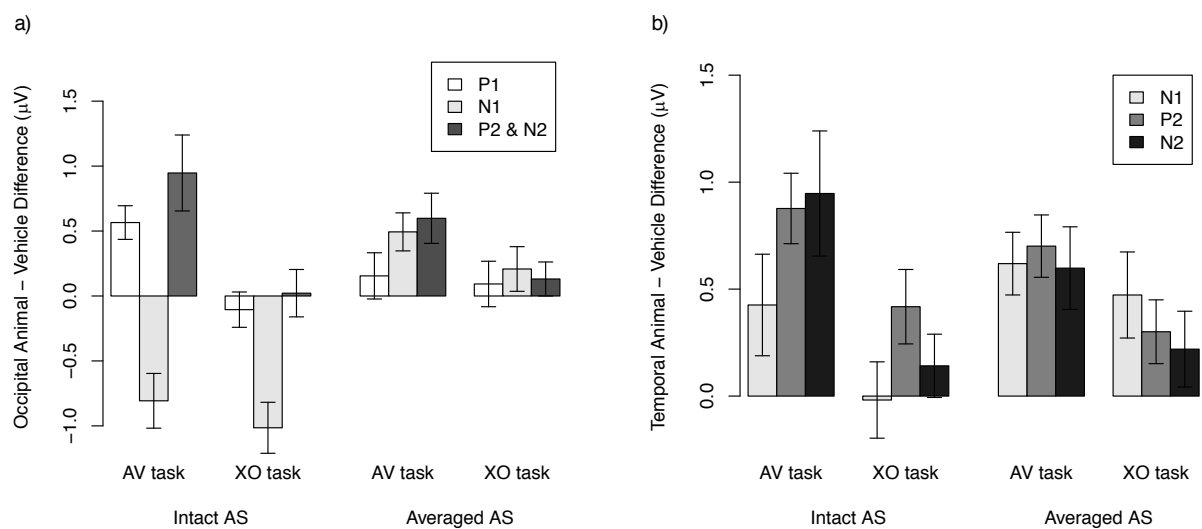 a)
Occipital Animal − Vehicle Difference (μV)
1.5
1.0
0.5
0.0
−0.5
−1.0
P1
N1
P2 & N2
AV task
XO task
AV task
XO task
Intact AS
Averaged AS
b)
Temporal Animal − Vehicle Difference (μV)
1.5
1.0
0.5
0.0
N1
P2
N2
AV task
XO task
AV task
XO task
Intact AS
Averaged AS